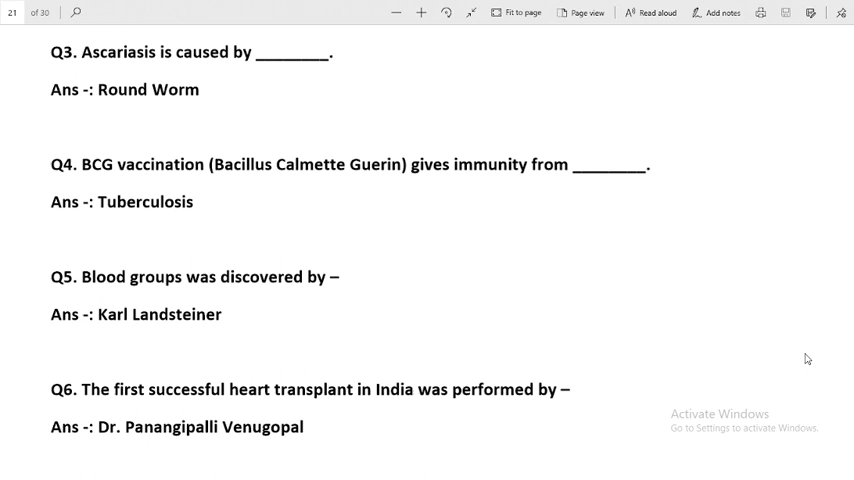 21 of 30 Fit to page Page view Read aloud Add notes
Q3. Ascariasis is caused by ________.
Ans -: Round Worm
Q4. BCG vaccination (Bacillus Calmette Guerin) gives immunity from ________.
Ans -: Tuberculosis
Q5. Blood groups was discovered by –
Ans -: Karl Landsteiner
Q6. The first successful heart transplant in India was performed by –
Ans -: Dr. Panangipalli Venugopal
Activate Windows
Go to Settings to activate Windows.